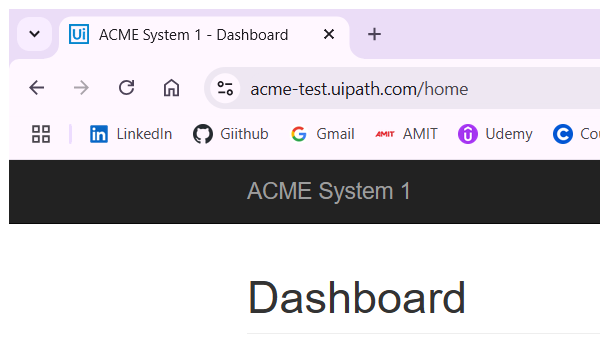 Ui ACME System 1 - Dashboard
acme-test.uipath.com/home
LinkedIn Giithub Gmail AMIT AMIT Udemy
ACME System 1
Dashboard